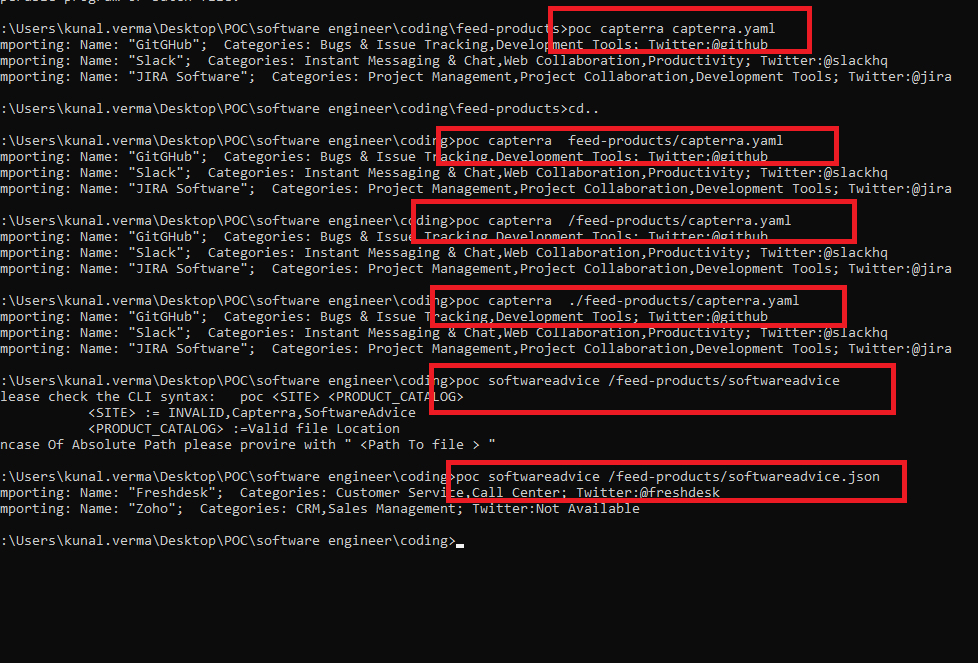 perable program or batch file.
:\Users\kunal.verma\Desktop\POC\software engineer\coding\feed-products>poc capterra capterra.yaml
mporting: Name: "GitGHub";  Categories: Bugs & Issue Tracking,Development Tools; Twitter:@github
mporting: Name: "Slack";  Categories: Instant Messaging & Chat,Web Collaboration,Productivity; Twitter:@slackhq
mporting: Name: "JIRA Software";  Categories: Project Management,Project Collaboration,Development Tools; Twitter:@jira
:\Users\kunal.verma\Desktop\POC\software engineer\coding\feed-products>cd..
:\Users\kunal.verma\Desktop\POC\software engineer\coding>poc capterra  feed-products/capterra.yaml
mporting: Name: "GitGHub";  Categories: Bugs & Issue Tracking,Development Tools; Twitter:@github
mporting: Name: "Slack";  Categories: Instant Messaging & Chat,Web Collaboration,Productivity; Twitter:@slackhq
mporting: Name: "JIRA Software";  Categories: Project Management,Project Collaboration,Development Tools; Twitter:@jira
:\Users\kunal.verma\Desktop\POC\software engineer\coding>poc capterra  /feed-products/capterra.yaml
mporting: Name: "GitGHub";  Categories: Bugs & Issue Tracking,Development Tools; Twitter:@github
mporting: Name: "Slack";  Categories: Instant Messaging & Chat,Web Collaboration,Productivity; Twitter:@slackhq
mporting: Name: "JIRA Software";  Categories: Project Management,Project Collaboration,Development Tools; Twitter:@jira
:\Users\kunal.verma\Desktop\POC\software engineer\coding>poc capterra  ./feed-products/capterra.yaml
mporting: Name: "GitGHub";  Categories: Bugs & Issue Tracking,Development Tools; Twitter:@github
mporting: Name: "Slack";  Categories: Instant Messaging & Chat,Web Collaboration,Productivity; Twitter:@slackhq
mporting: Name: "JIRA Software";  Categories: Project Management,Project Collaboration,Development Tools; Twitter:@jira
:\Users\kunal.verma\Desktop\POC\software engineer\coding>poc softwareadvice /feed-products/softwareadvice
lease check the CLI syntax:   poc <SITE> <PRODUCT_CATALOG>
<SITE> := INVALID,Capterra,SoftwareAdvice
<PRODUCT_CATALOG> :=Valid file Location
ncase Of Absolute Path please provire with " <Path To file > "
:\Users\kunal.verma\Desktop\POC\software engineer\coding>poc softwareadvice /feed-products/softwareadvice.json
mporting: Name: "Freshdesk";  Categories: Customer Service,Call Center; Twitter:@freshdesk
mporting: Name: "Zoho";  Categories: CRM,Sales Management; Twitter:Not Available
:\Users\kunal.verma\Desktop\POC\software engineer\coding>